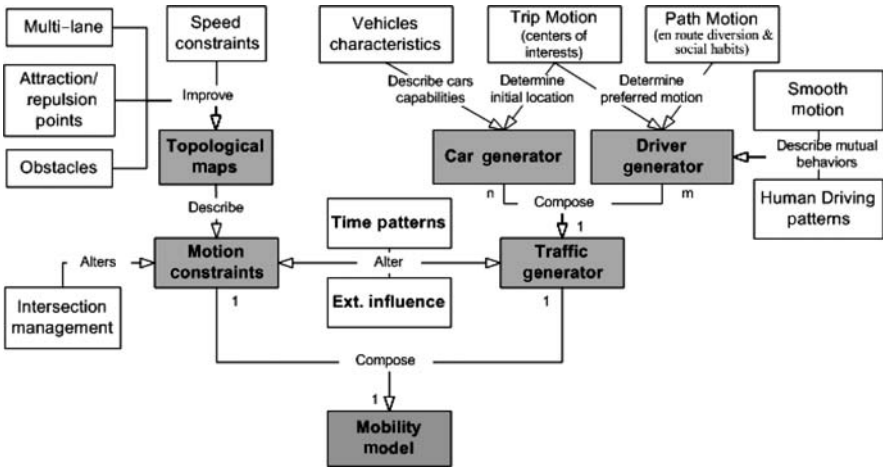 Multi-lane
Speed
constraints
Vehicles
characteristics
Trip Motion
(centers of
interests)
Path Motion
(en route diversion &
social habits)
Attraction/
repulsion
points
Improve
Describe cars
capabilities
Determine
initial location
Determine
preferred motion
Smooth
motion
Obstacles
Topological
maps
Car generator
Driver
generator
Describe mutual
behaviors
n
m
Human Driving
patterns
Describe
Compose
1
Time patterns
Alters
Motion
constraints
Alter
Traffic
generator
Intersection
management
1
Ext. influence
1
Compose
1
Mobility
model